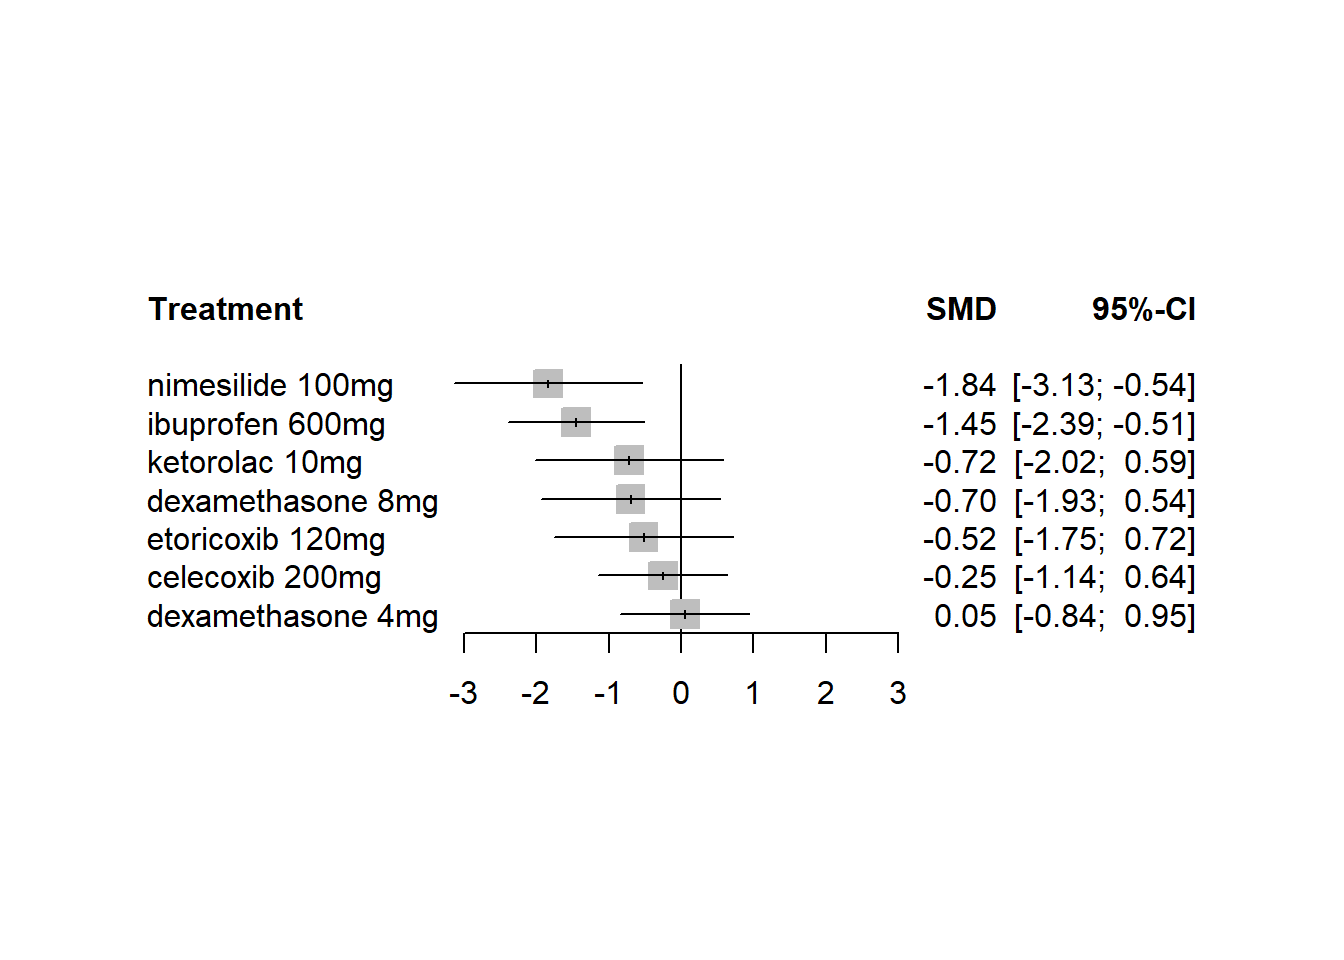 Treatment SMD 95%-CI
nimesilide 100mg -1.84 [-3.13; -0.54]
ibuprofen 600mg -1.45 [-2.39; -0.51]
ketorolac 10mg -0.72 [-2.02; 0.59]
dexamethasone 8mg -0.70 [-1.93; 0.54]
etoricoxib 120mg -0.52 [-1.75; 0.72]
celecoxib 200mg -0.25 [-1.14; 0.64]
dexamethasone 4mg 0.05 [-0.84; 0.95]
-3 -2 -1 0 1 2 3